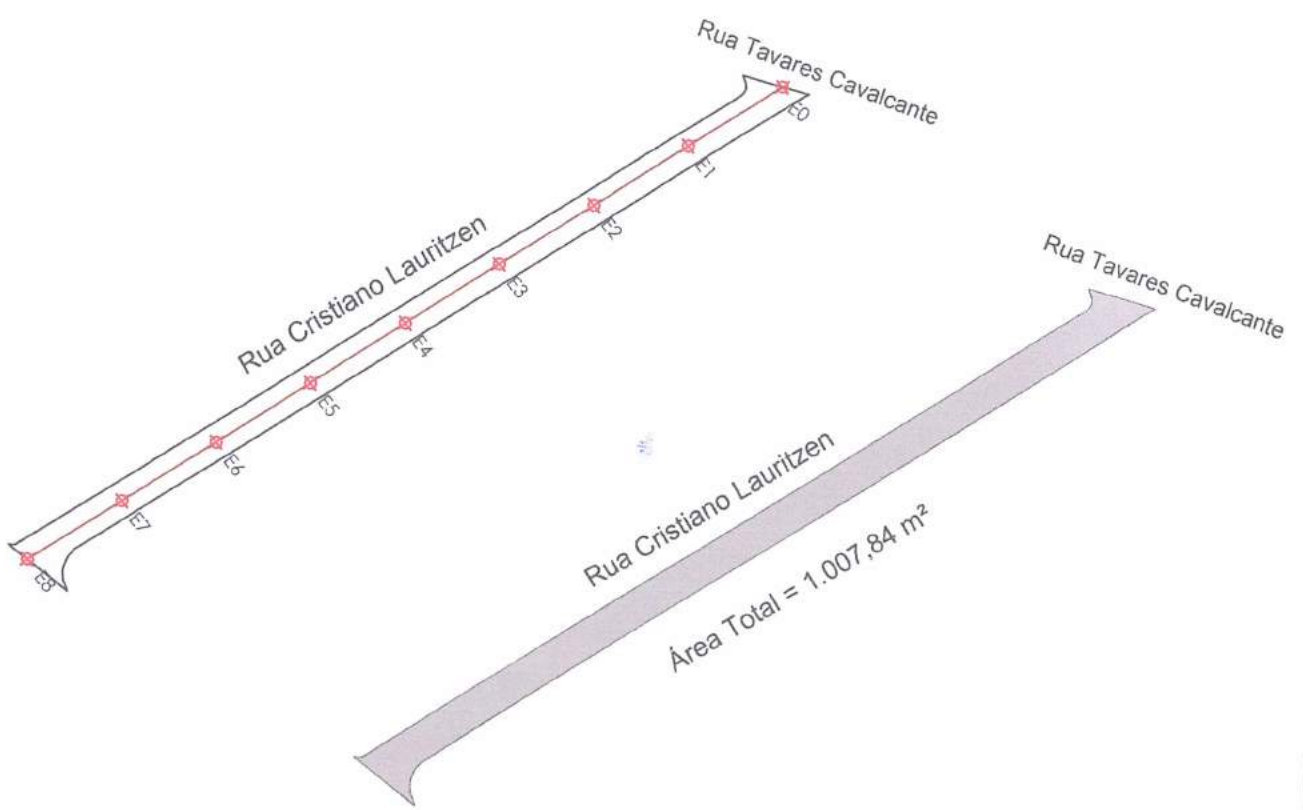 Rua Tavares Cavalcante
E0
E1
E2
Rua Cristiano Lauritzen
E3
E4
E5
E6
E7
E8
Rua Tavares Cavalcante
Rua Cristiano Lauritzen
Área Total = 1.007,84 m²